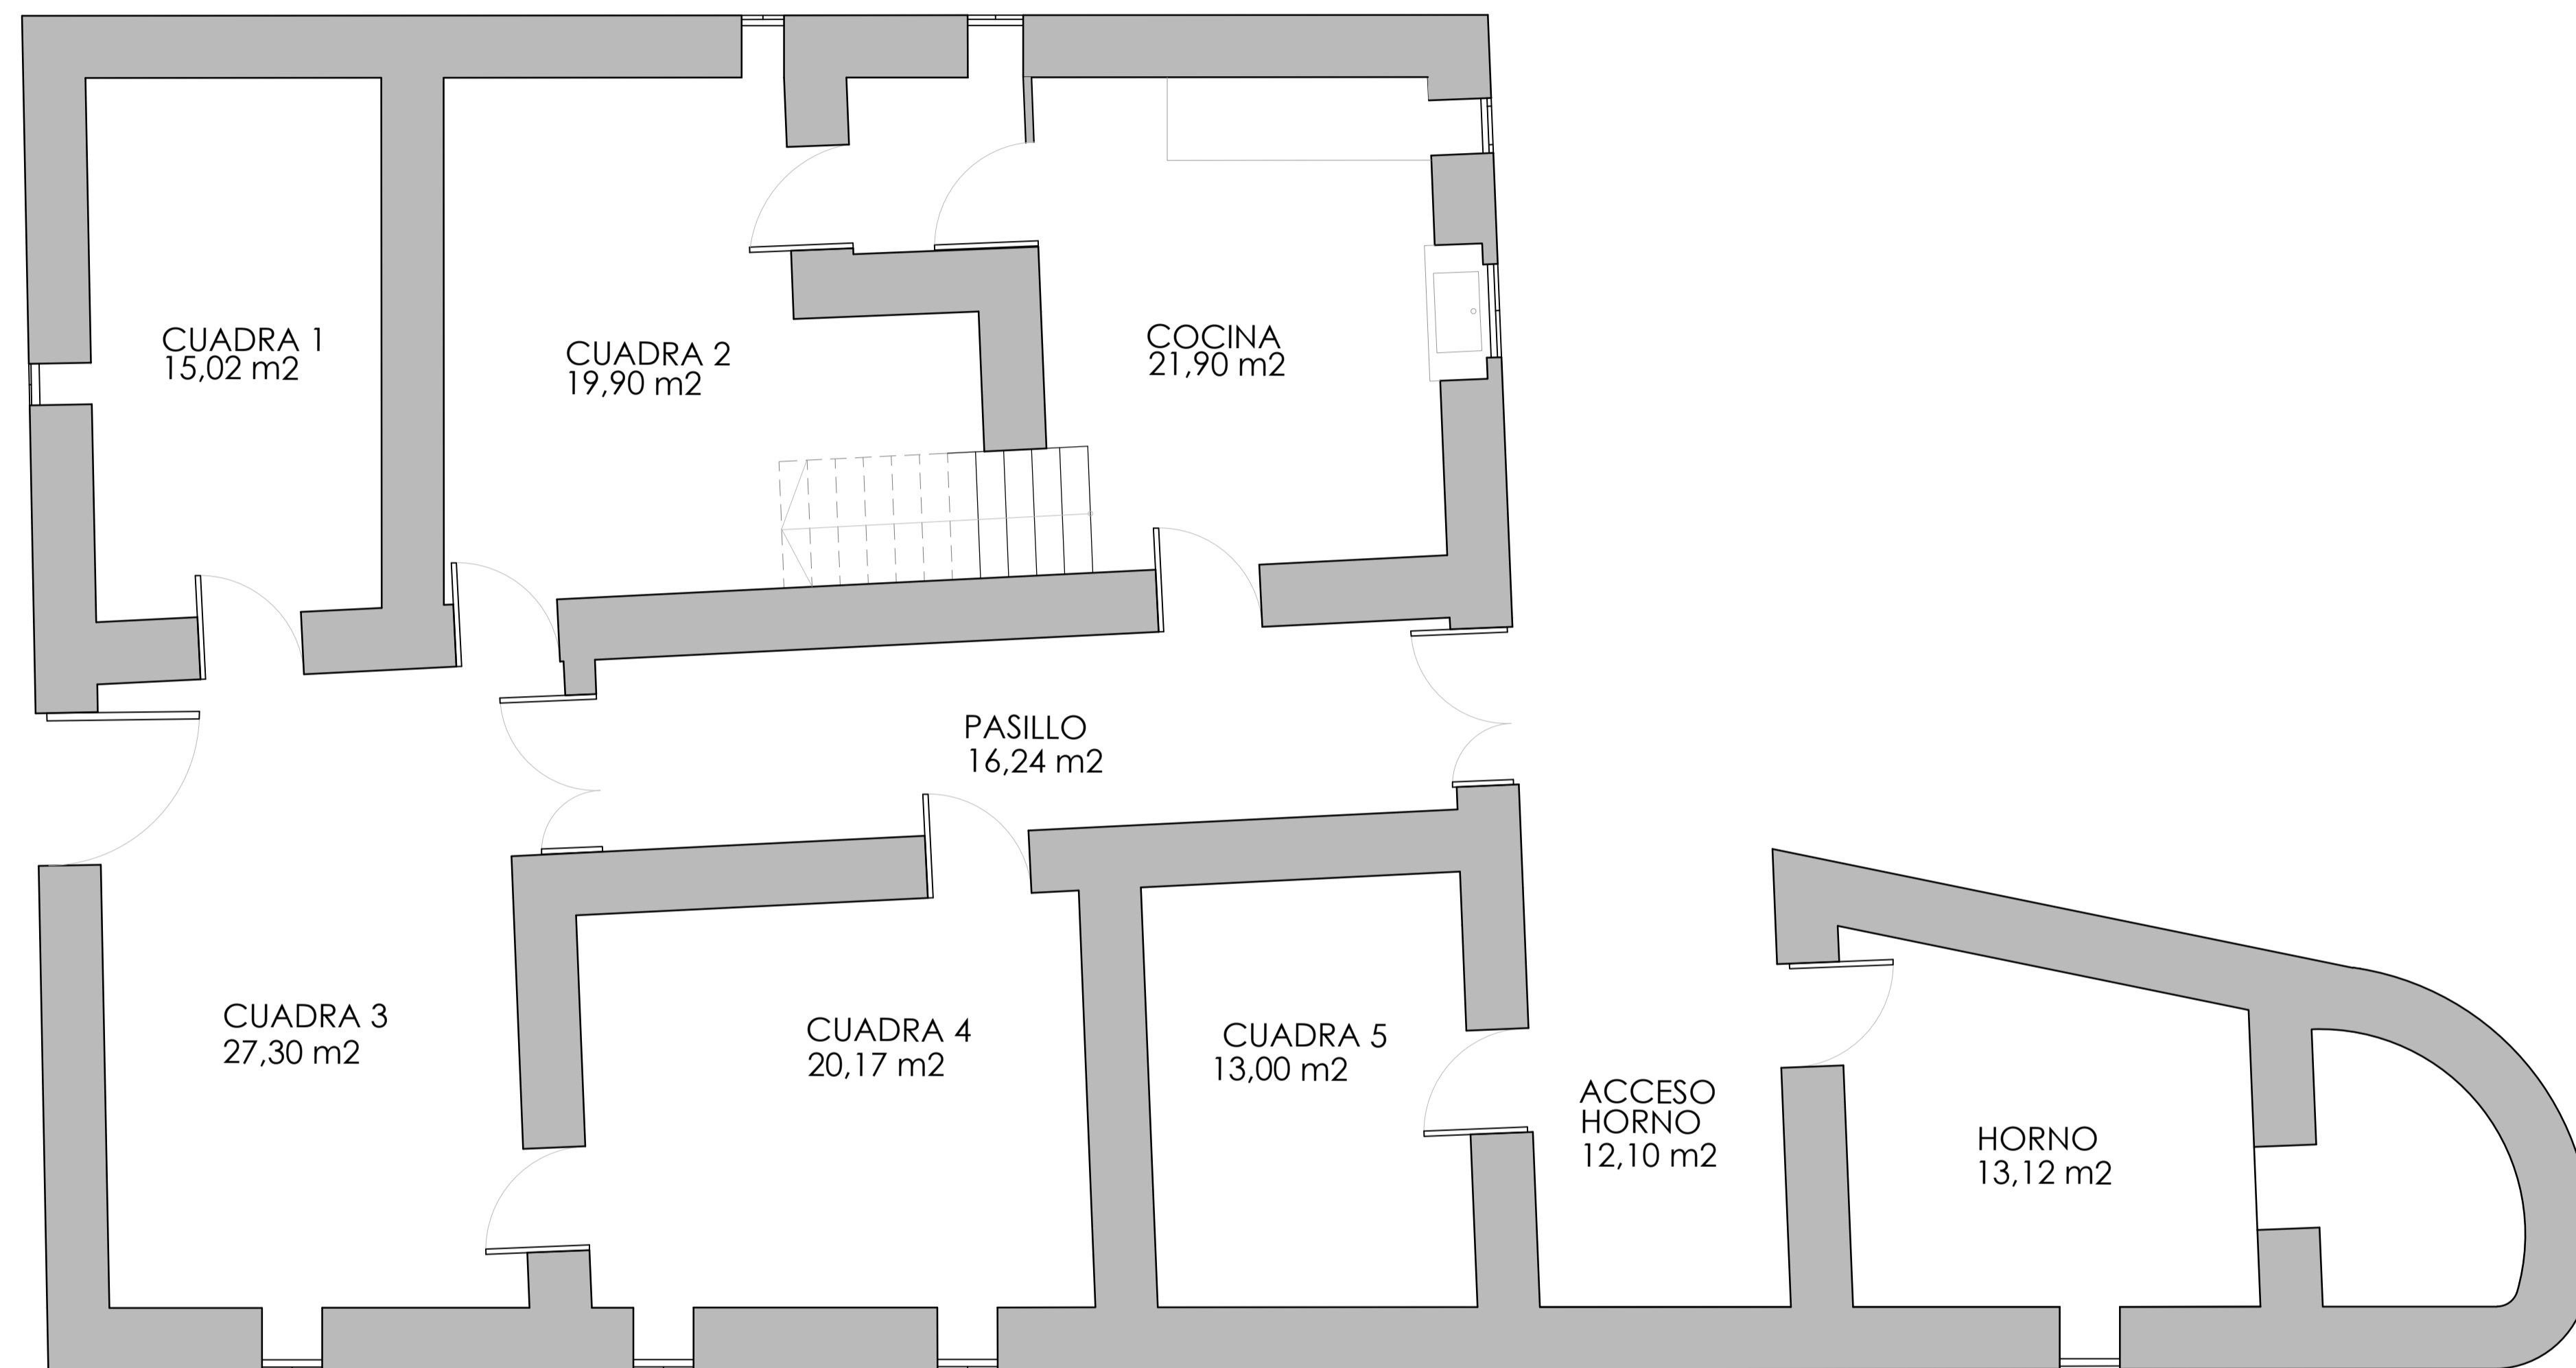 CUADRA 1
15,02 m2
CUADRA 2
19,90 m2
COCINA
21,90 m2
PASILLO
16,24 m2
CUADRA 3
27,30 m2
CUADRA 4
20,17 m2
CUADRA 5
13,00 m2
ACCESO
HORNO
12,10 m2
HORNO
13,12 m2